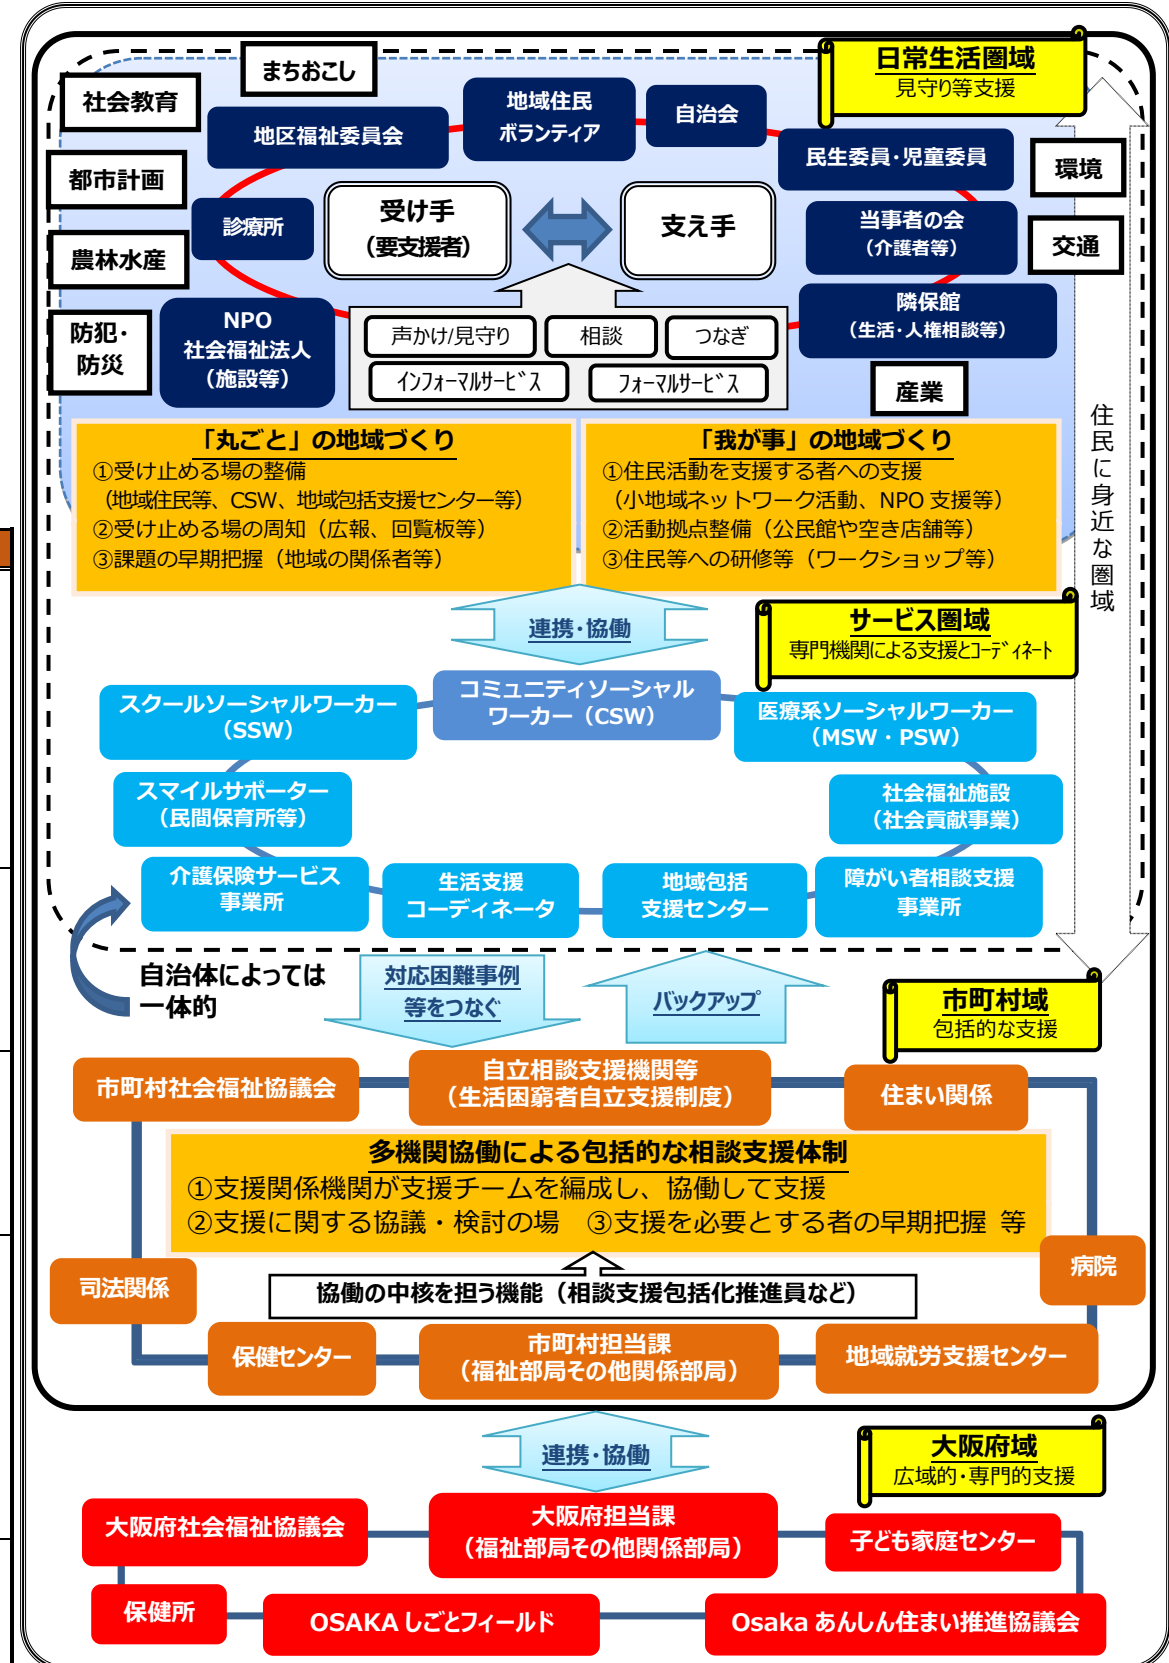 日常生活圏域
見守り等支援
まちおこし
社会教育
地域住民
ボランティア
自治会
地区福祉委員会
民生委員・児童委員
都市計画
環境
受け手
（要支援者）
支え手
診療所
当事者の会
（介護者等）
農林水産
交通
防犯・
防災
NPO
社会福祉法人
（施設等）
隣保館
（生活・人権相談等）
声かけ/見守り
相談
つなぎ
インフォーマルサービス
フォーマルサービス
産業
住民に身近な圏域
「丸ごと」の地域づくり
①受け止める場の整備
（地域住民等、CSW、地域包括支援センター等）
②受け止める場の周知（広報、回覧板等）
③課題の早期把握（地域の関係者等）
「我が事」の地域づくり
①住民活動を支援する者への支援
（小地域ネットワーク活動、NPO 支援等）
②活動拠点整備（公民館や空き店舗等）
③住民等への研修等（ワークショップ等）
連携・協働
サービス圏域
専門機関による支援とコーディネート
スクールソーシャルワーカー
（SSW）
コミュニティソーシャル
ワーカー（CSW）
医療系ソーシャルワーカー
（MSW・PSW）
スマイルサポーター
（民間保育所等）
社会福祉施設
（社会貢献事業）
介護保険サービス
事業所
生活支援
コーディネータ
地域包括
支援センター
障がい者相談支援
事業所
自治体によっては
一体的
対応困難事例
等をつなぐ
バックアップ
市町村域
包括的な支援
市町村社会福祉協議会
自立相談支援機関等
（生活困窮者自立支援制度）
住まい関係
多機関協働による包括的な相談支援体制
①支援関係機関が支援チームを編成し、協働して支援
②支援に関する協議・検討の場　③支援を必要とする者の早期把握 等
司法関係
病院
協働の中核を担う機能（相談支援包括化推進員など）
保健センター
市町村担当課
（福祉部局その他関係部局）
地域就労支援センター
連携・協働
大阪府域
広域的・専門的支援
大阪府社会福祉協議会
大阪府担当課
（福祉部局その他関係部局）
子ども家庭センター
保健所
OSAKA しごとフィールド
Osaka あんしん住まい推進協議会